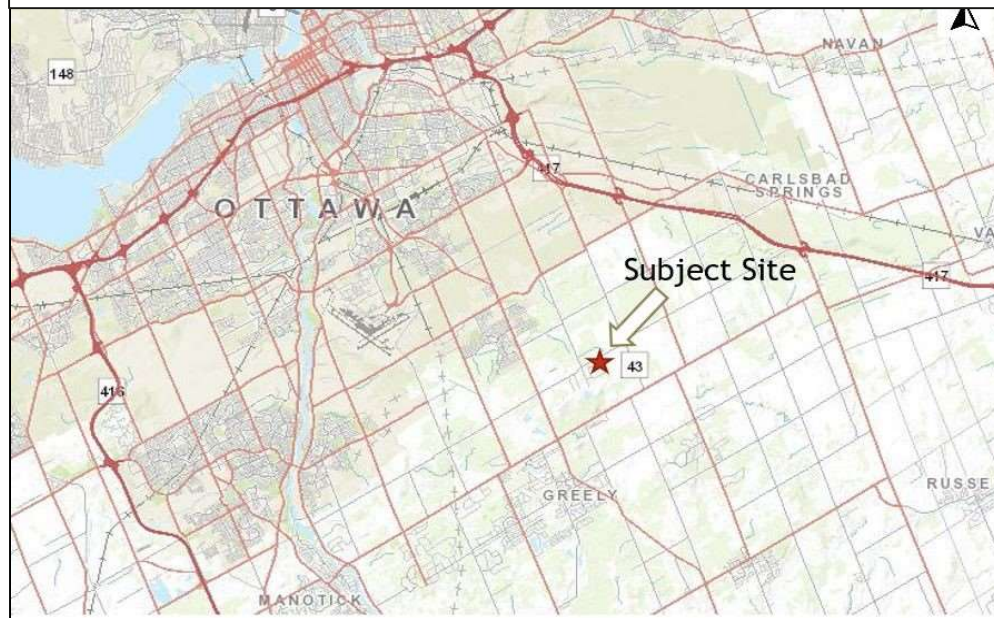 NAVAN
148
417
CARLSBAD
SPRINGS
OTTAWA
VA
Subject Site
417
43
416
GREELY
RUSSE
MANOTICK